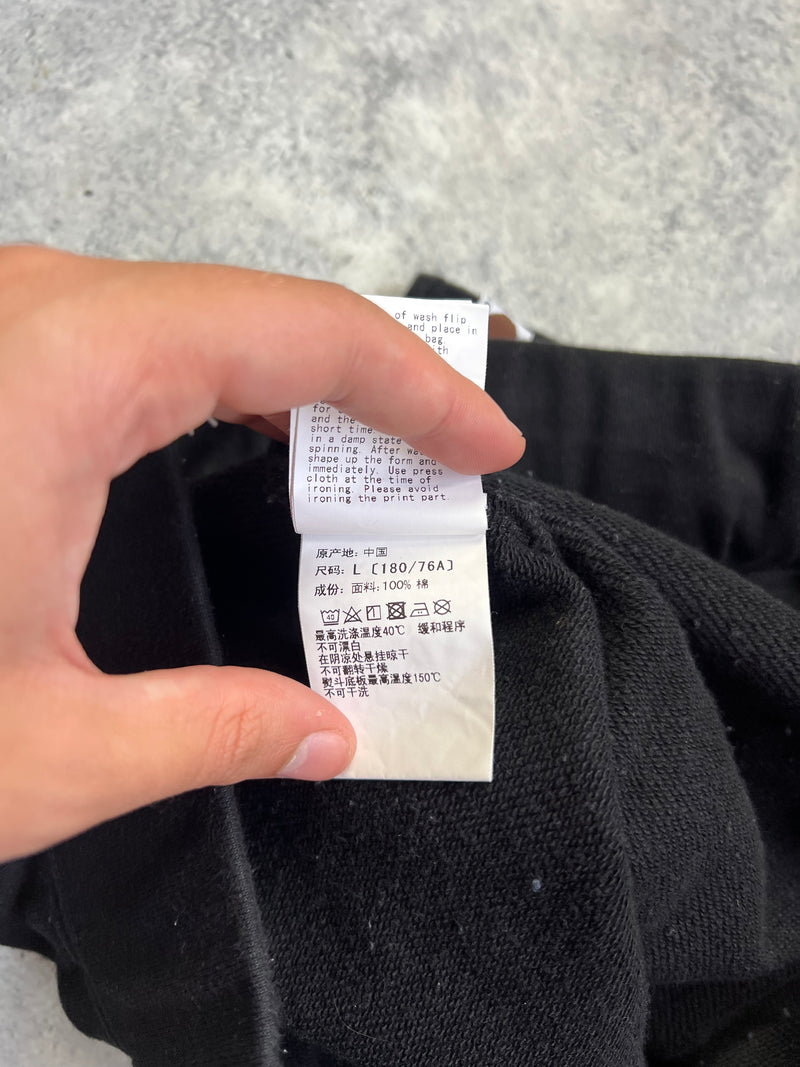 of wash flip
and place in
bag
for
and the
short time.
in a damp state
spinning. After
shape up the form and
immediately. Use press
cloth at the time of
ironing. Please avoid
ironing the print part.
原产地: 中国
尺码: L [180/76A]
成份: 面料:100% 棉
40
最高洗涤温度40℃ 缓和程序
不可漂白
在阴凉处悬挂晾干
不可翻转干燥
熨斗底板最高温度150℃
不可干洗